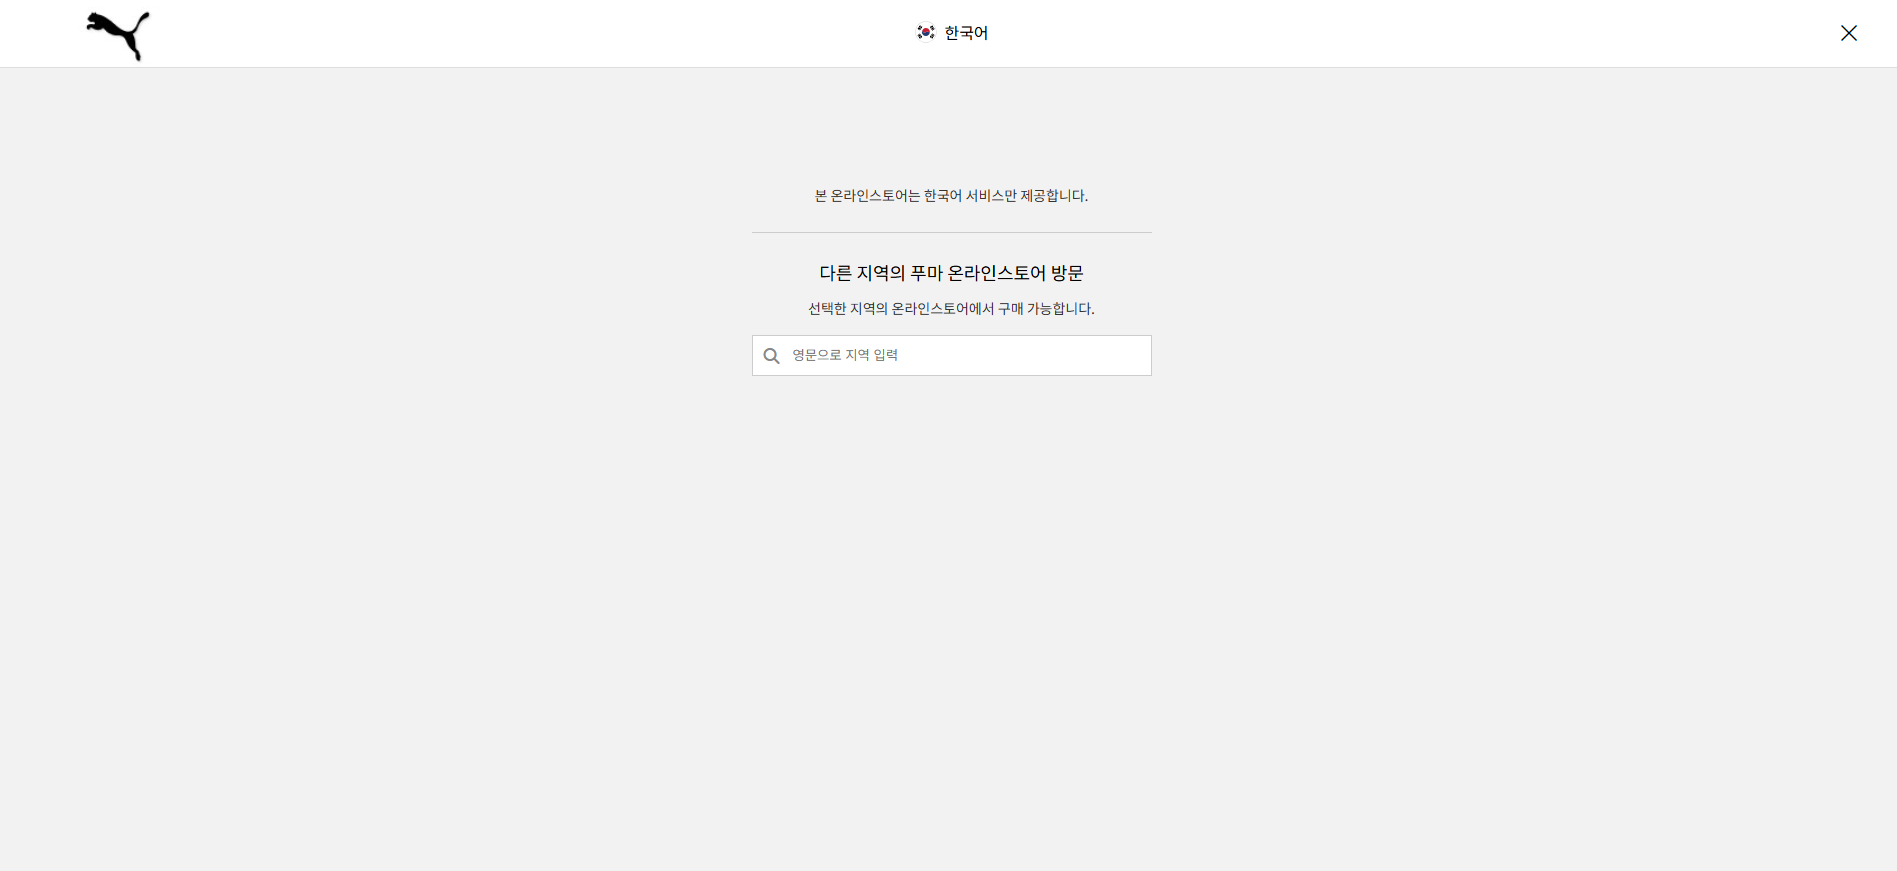 한국어
본 온라인스토어는 한국어 서비스만 제공합니다.
다른 지역의 푸마 온라인스토어 방문
선택한 지역의 온라인스토어에서 구매 가능합니다.
영문으로 지역 입력